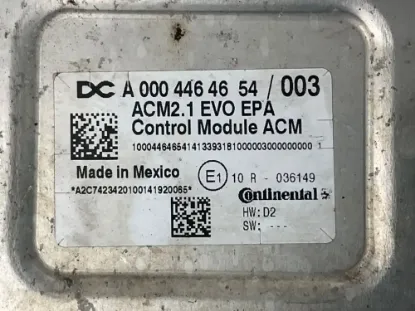 DC A 000 446 46 54 / 003
ACM2.1 EVO EPA
Control Module ACM
10004464654141339318100000300000000 1
Made in Mexico
E1 10 R - 036149
*A2C7423420100141920065*
Continental
HW: D2
SW: ---